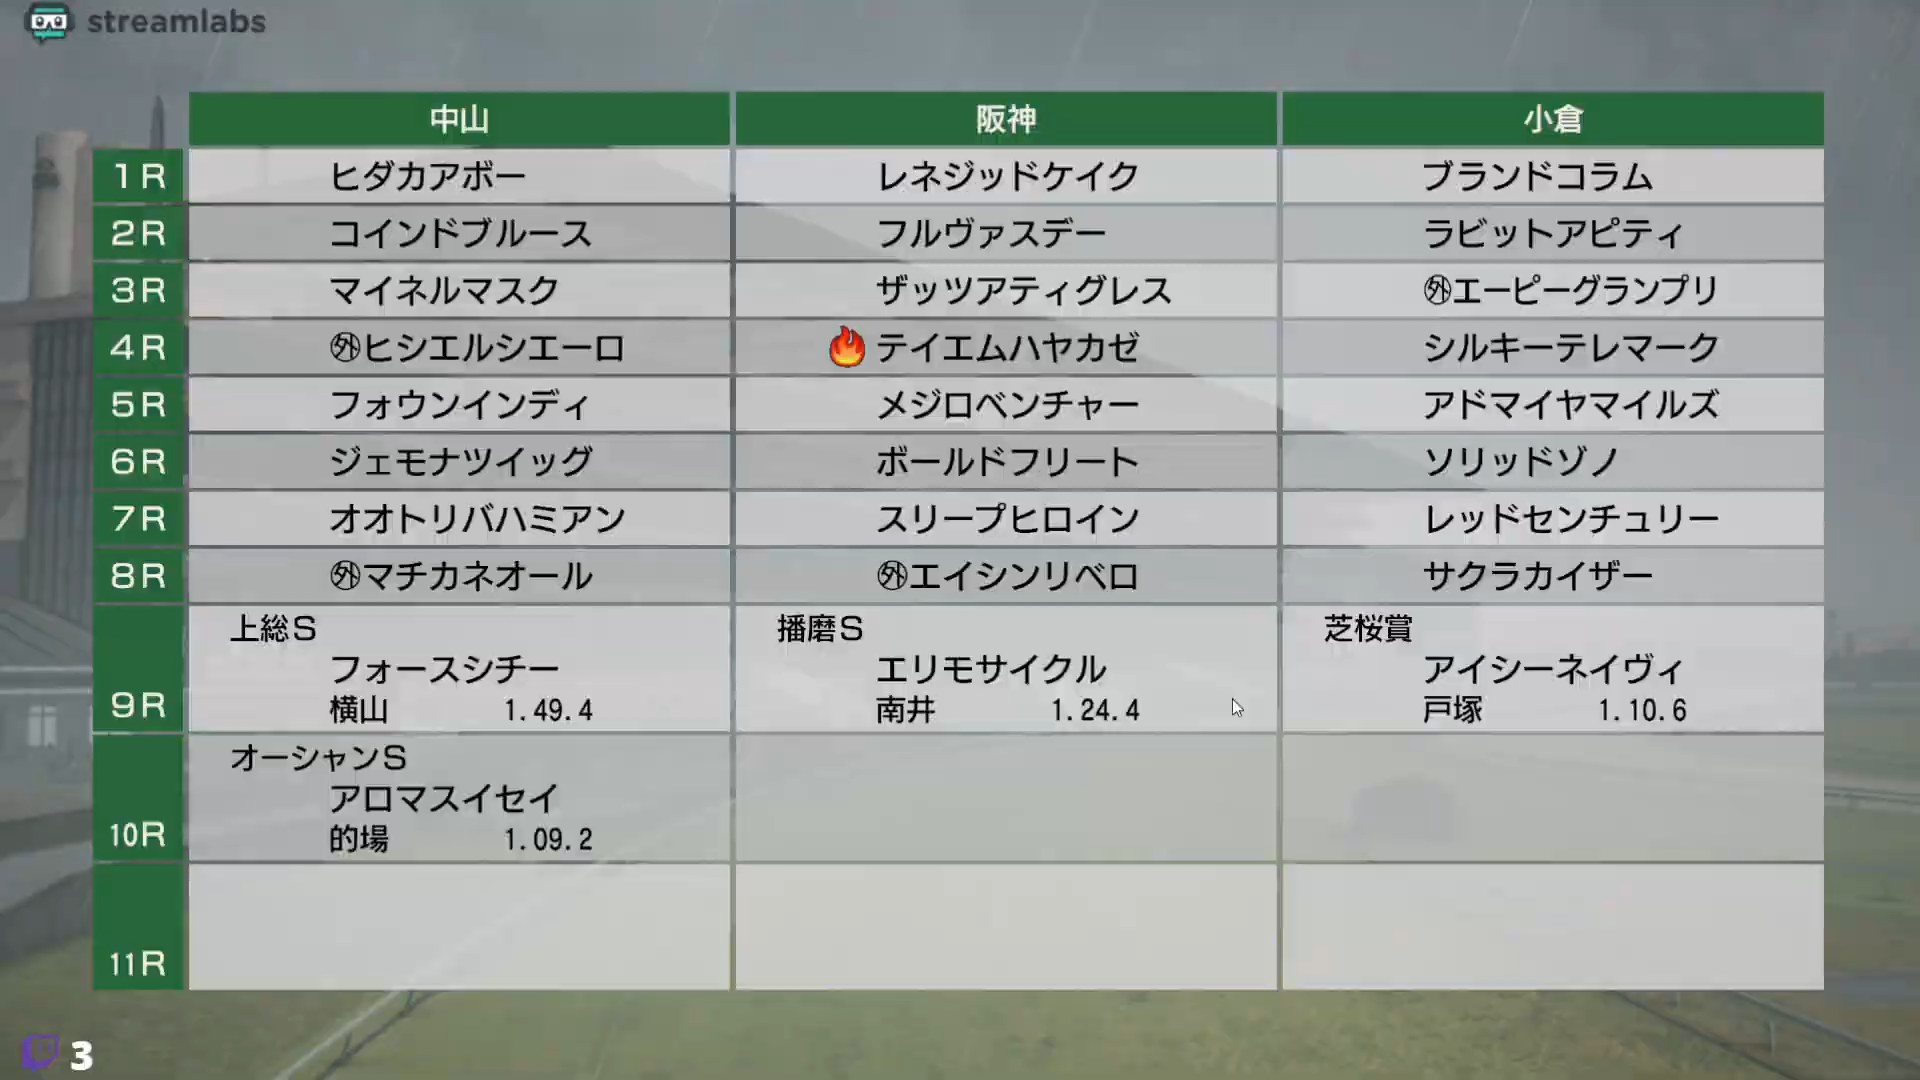 streamlabs
中山 阪神 小倉
1R ヒダカアボー レネジッドケイク ブランドコラム
2R コインドブルース フルヴァスデー ラビットアピティ
3R マイネルマスク ザッツアティグレス ㊕エーピーグランプリ
4R 外ヒシエルシエーロ テイエムハヤカゼ シルキーテレマーク
5R フォウンインディ メジロベンチャー アドマイヤマイルズ
6R ジェモナツイッグ ボールドフリート ソリッドゾノ
7R オオトリバハミアン スリープヒロイン レッドセンチュリー
8R 外マチカネオール 外エイシンリベロ サクラカイザー
上総S 播磨S 芝桜賞
フォースシチー エリモサイクル アイシーネイヴィ
9R 横山 1.49.4 南井 1.24.4 戸塚 1.10.6
オーシャンS
アロマスイセイ
10R 的場 1.09.2
11R
3